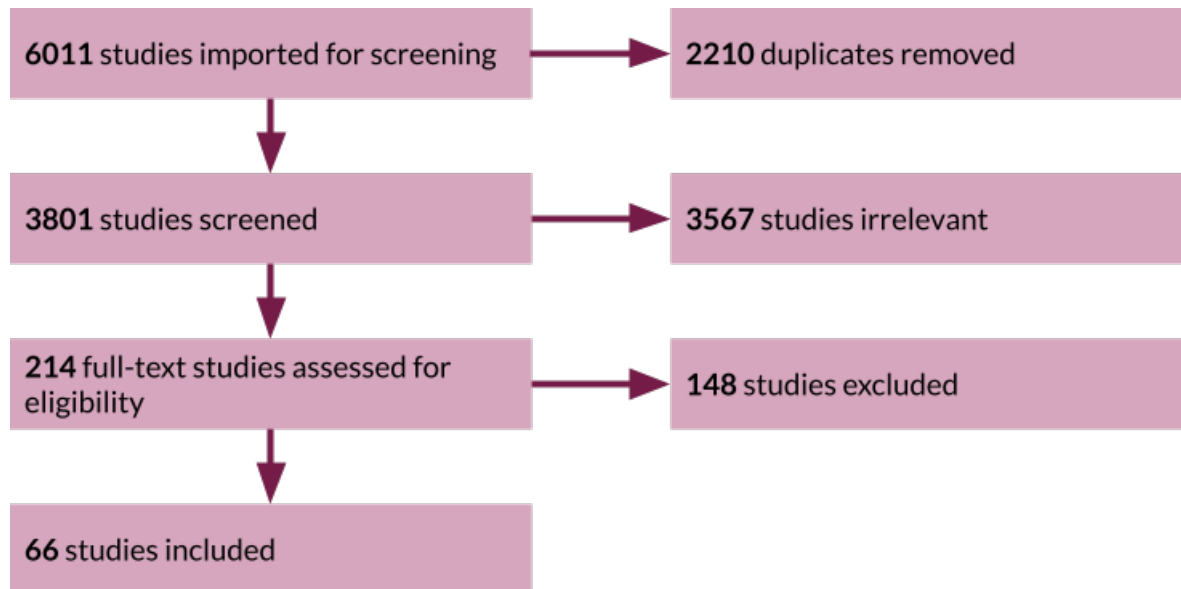 6011 studies imported for screening
2210 duplicates removed
3801 studies screened
3567 studies irrelevant
214 full-text studies assessed for
eligibility
148 studies excluded
66 studies included